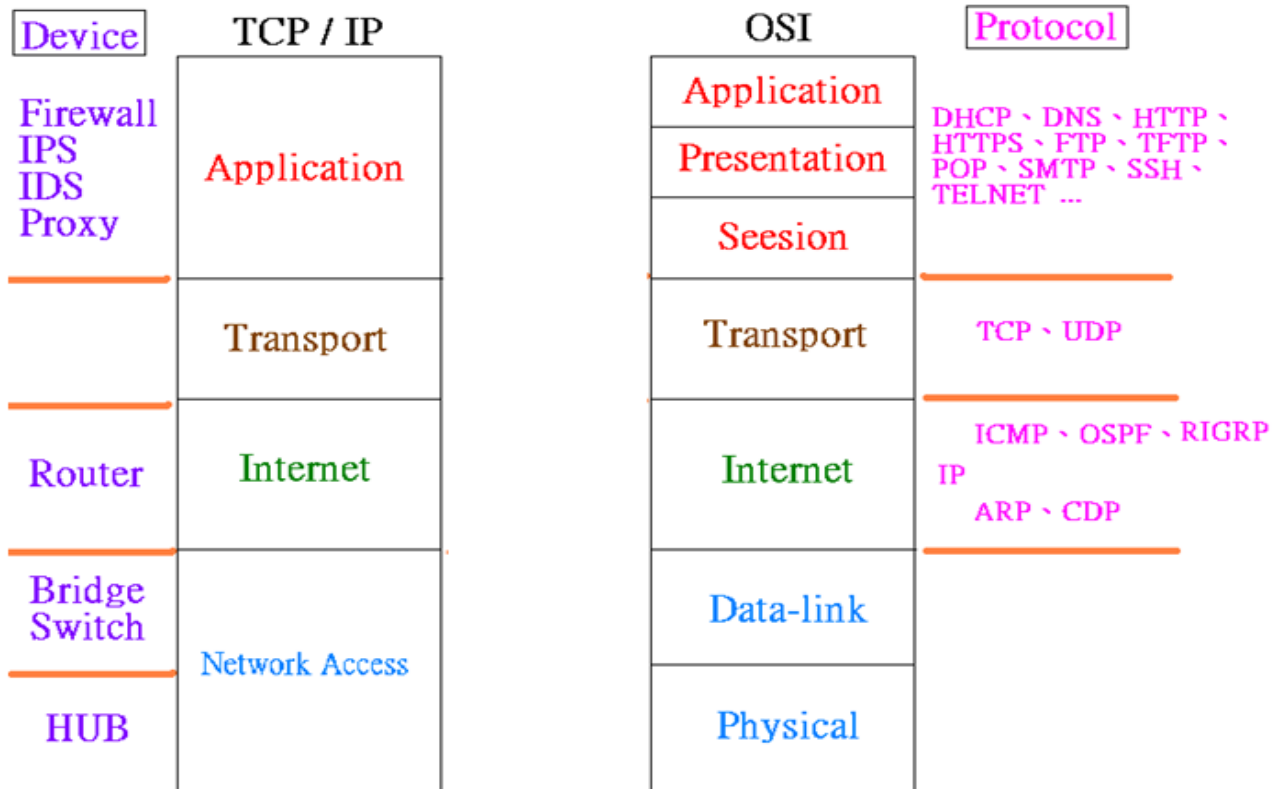 Device
TCP / IP
OSI
Protocol
Firewall
IPS
IDS
Proxy
Application
Application
Presentation
Seesion
DHCP、DNS、HTTP、
HTTPS、FTP、TFTP、
POP、SMTP、SSH、
TELNET ...
Transport
Transport
TCP、UDP
Router
Internet
Internet
ICMP、OSPF、RIGRP
IP
ARP、CDP
Bridge
Switch
HUB
Network Access
Data-link
Physical